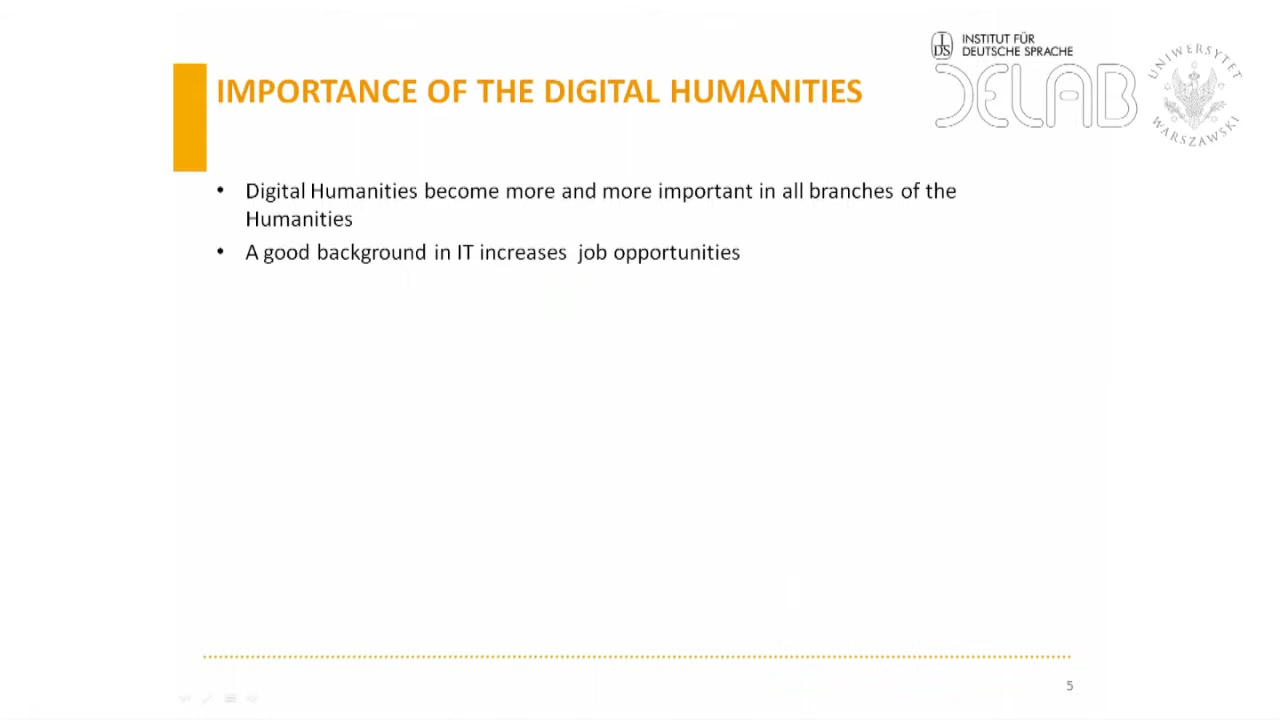 INSTITUT FÜR
IDS DEUTSCHE SPRACHE
DELAB
UNIWERSYTET
WARSZAWSKI
IMPORTANCE OF THE DIGITAL HUMANITIES
• Digital Humanities become more and more important in all branches of the
Humanities
• A good background in IT increases job opportunities
5